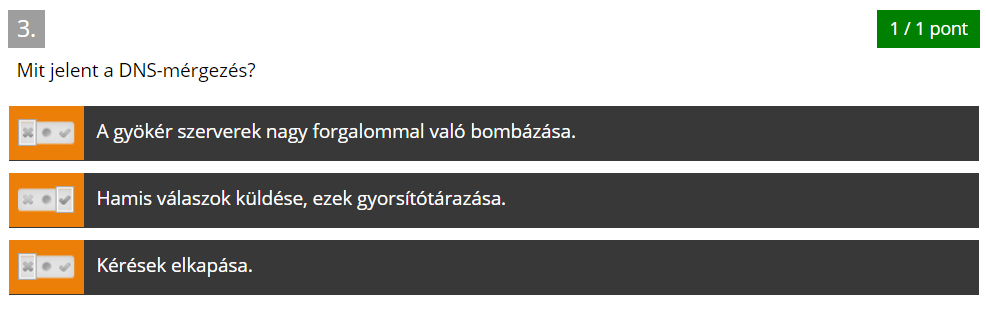 3.
1 / 1 pont
Mit jelent a DNS-mérgezés?
A gyökér szerverek nagy forgalommal való bombázása.
Hamis válaszok küldése, ezek gyorsítótárazása.
Kérések elkapása.